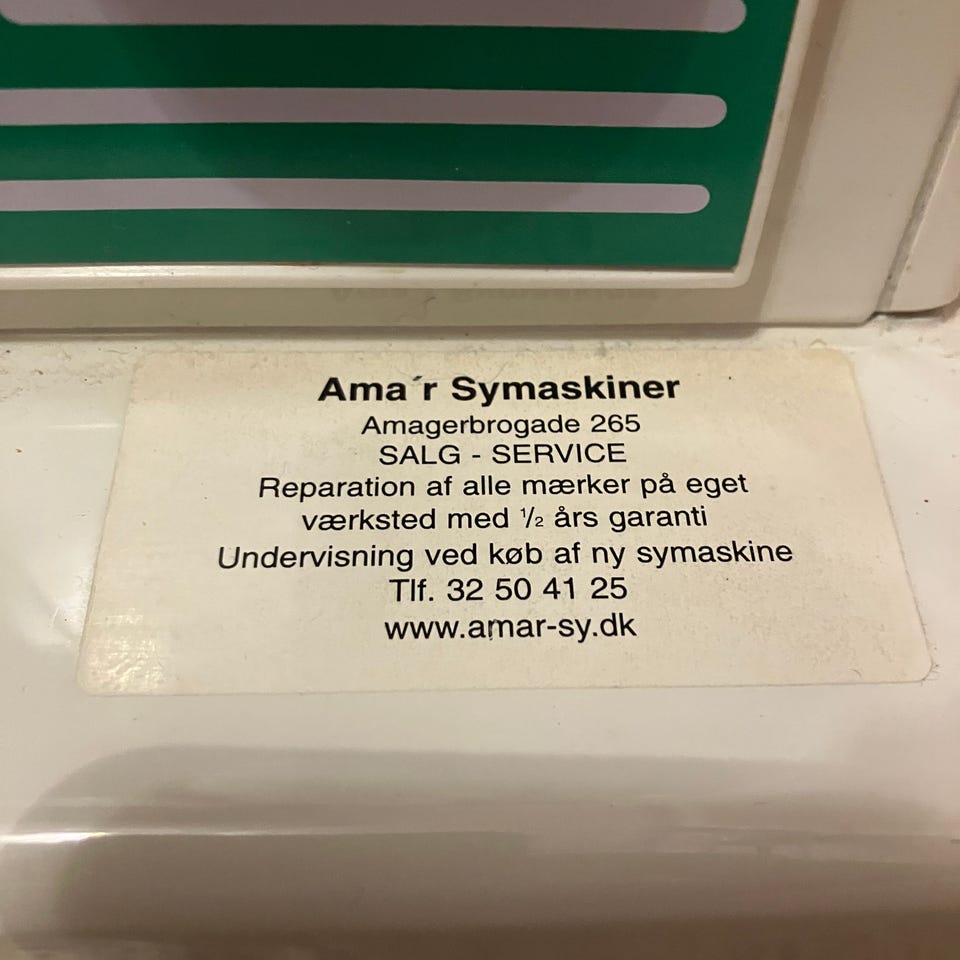 Ama´r Symaskiner
Amagerbrogade 265
SALG - SERVICE
Reparation af alle mærker på eget
værksted med ½ års garanti
Undervisning ved køb af ny symaskine
Tlf. 32 50 41 25
www.amar-sy.dk